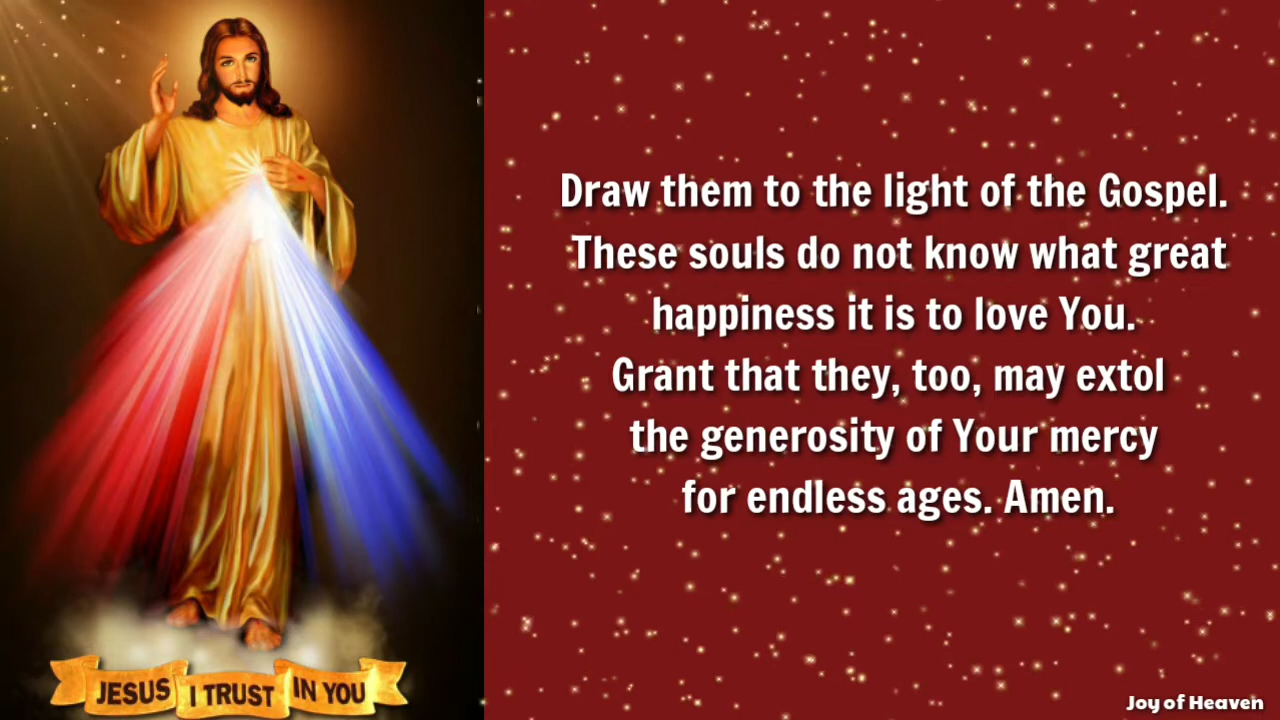 Draw them to the light of the Gospel.
These souls do not know what great
happiness it is to love You.
Grant that they, too, may extol
the generosity of Your mercy
for endless ages. Amen.
JESUS I TRUST IN YOU
Joy of Heaven